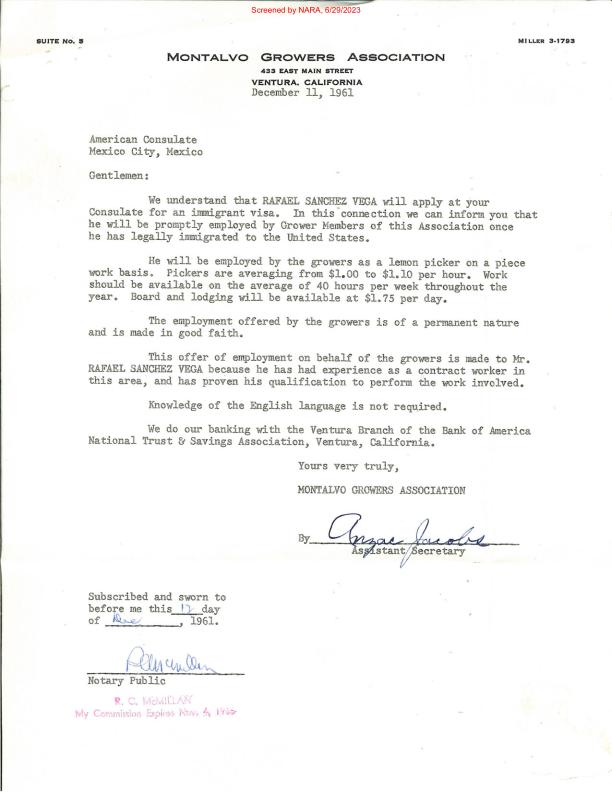 Screened by NARA, 6/29/2023
SUITE NO. 5
MILLER 3-1793
MONTALVO GROWERS ASSOCIATION
433 EAST MAIN STREET
VENTURA, CALIFORNIA
December 11, 1961
American Consulate
Mexico City, Mexico
Gentlemen:
We understand that RAFAEL SANCHEZ VEGA will apply at your
Consulate for an immigrant visa. In this connection we can inform you that
he will be promptly employed by Grower Members of this Association once
he has legally immigrated to the United States.
He will be employed by the growers as a lemon picker on a piece
work basis. Pickers are averaging from $1.00 to $1.10 per hour. Work
should be available on the average of 40 hours per week throughout the
year. Board and lodging will be available at $1.75 per day.
The employment offered by the growers is of a permanent nature
and is made in good faith.
This offer of employment on behalf of the growers is made to Mr.
RAFAEL SANCHEZ VEGA because he has had experience as a contract worker in
this area, and has proven his qualification to perform the work involved.
Knowledge of the English language is not required.
We do our banking with the Ventura Branch of the Bank of America
National Trust & Savings Association, Ventura, California.
Yours very truly,
MONTALVO GROWERS ASSOCIATION
By Anzac Jacobs
Assistant Secretary
Subscribed and sworn to
before me this 12 day
of Dec, 1961.
R C McMillan
Notary Public
R. C. McMILLAN
My Commission Expires Nov. 4,